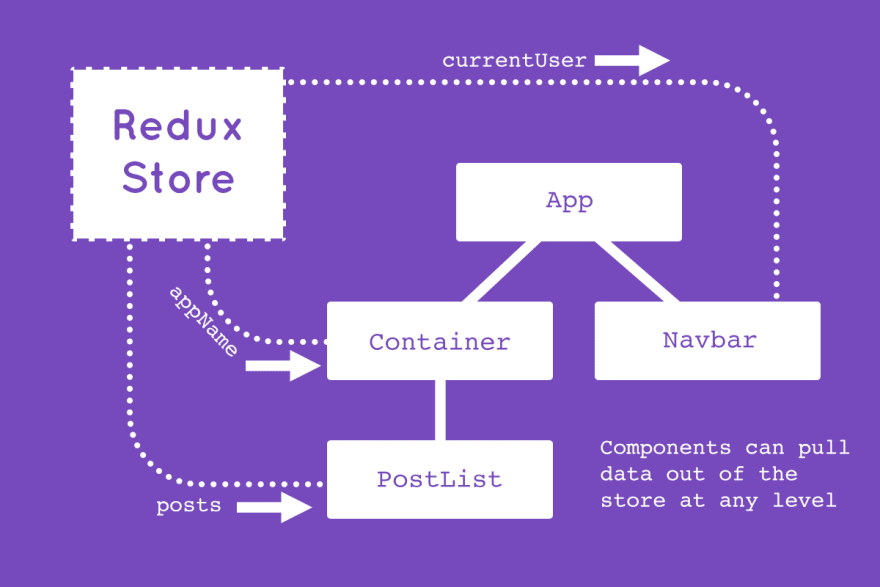 currentUser
Redux
Store
App
appName
Container
Navbar
Components can pull
data out of the
store at any level
PostList
posts